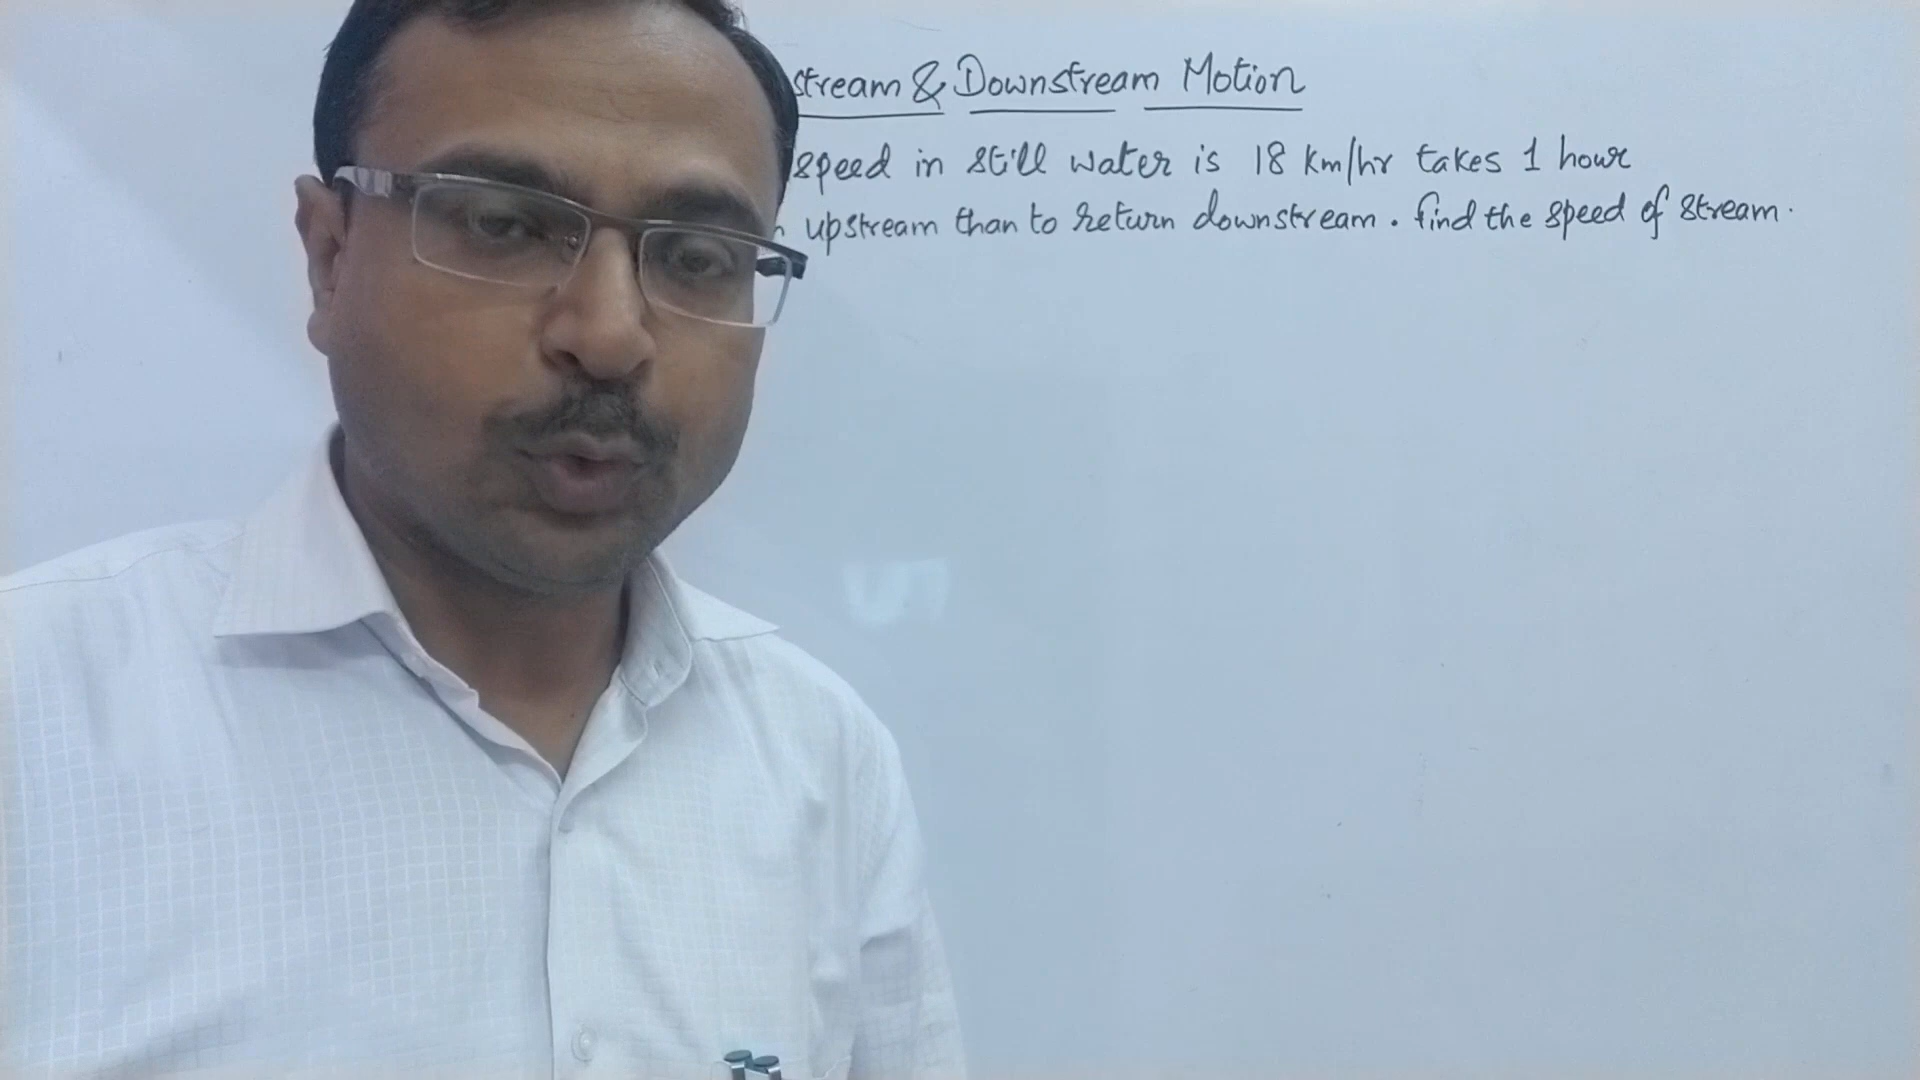 stream & Downstream Motion
speed in still water is 18 km/hr takes 1 hour
upstream than to return downstream. find the speed of stream.